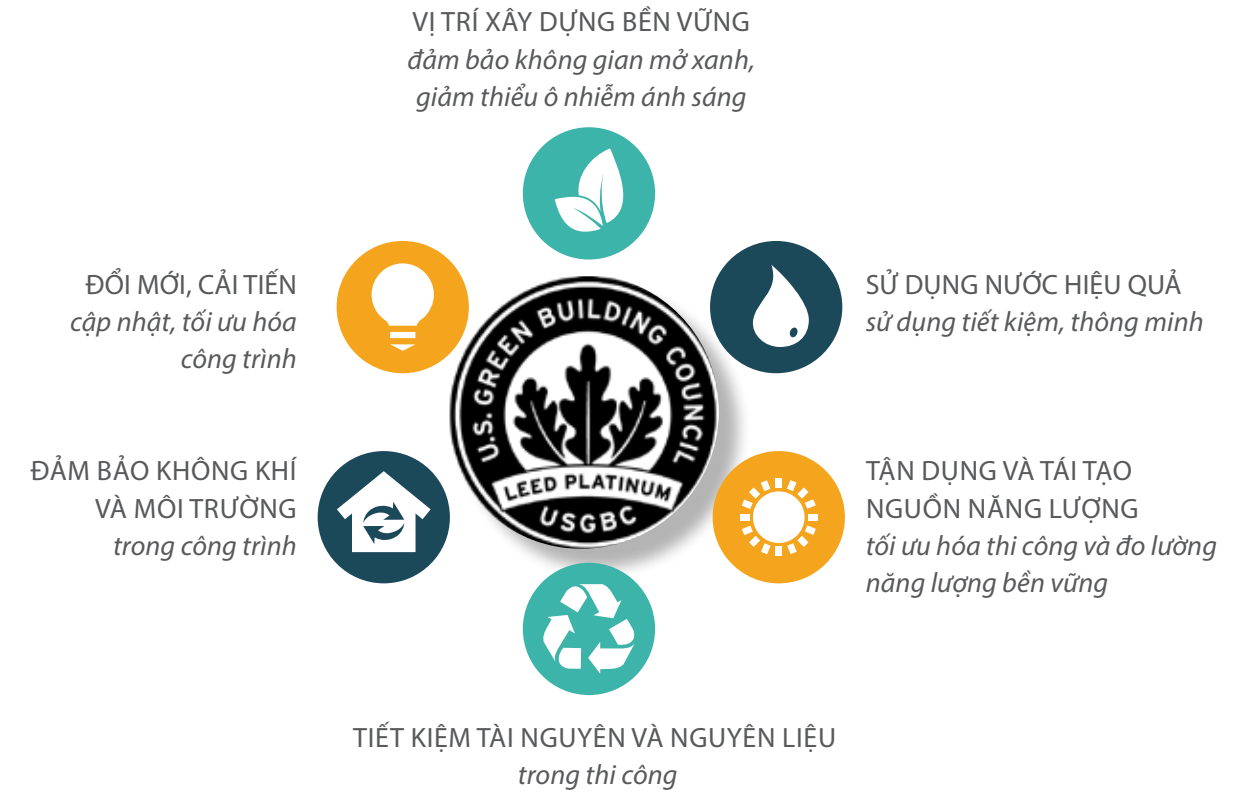 VỊ TRÍ XÂY DỰNG BỀN VỮNG
đảm bảo không gian mở xanh,
giảm thiểu ô nhiễm ánh sáng
ĐỔI MỚI, CẢI TIẾN
cập nhật, tối ưu hóa
công trình
SỬ DỤNG NƯỚC HIỆU QUẢ
sử dụng tiết kiệm, thông minh
U.S. GREEN BUILDING COUNCIL
LEED PLATINUM
USGBC
ĐẢM BẢO KHÔNG KHÍ
VÀ MÔI TRƯỜNG
trong công trình
TẬN DỤNG VÀ TÁI TẠO
NGUỒN NĂNG LƯỢNG
tối ưu hóa thi công và đo lường
năng lượng bền vững
TIẾT KIỆM TÀI NGUYÊN VÀ NGUYÊN LIỆU
trong thi công